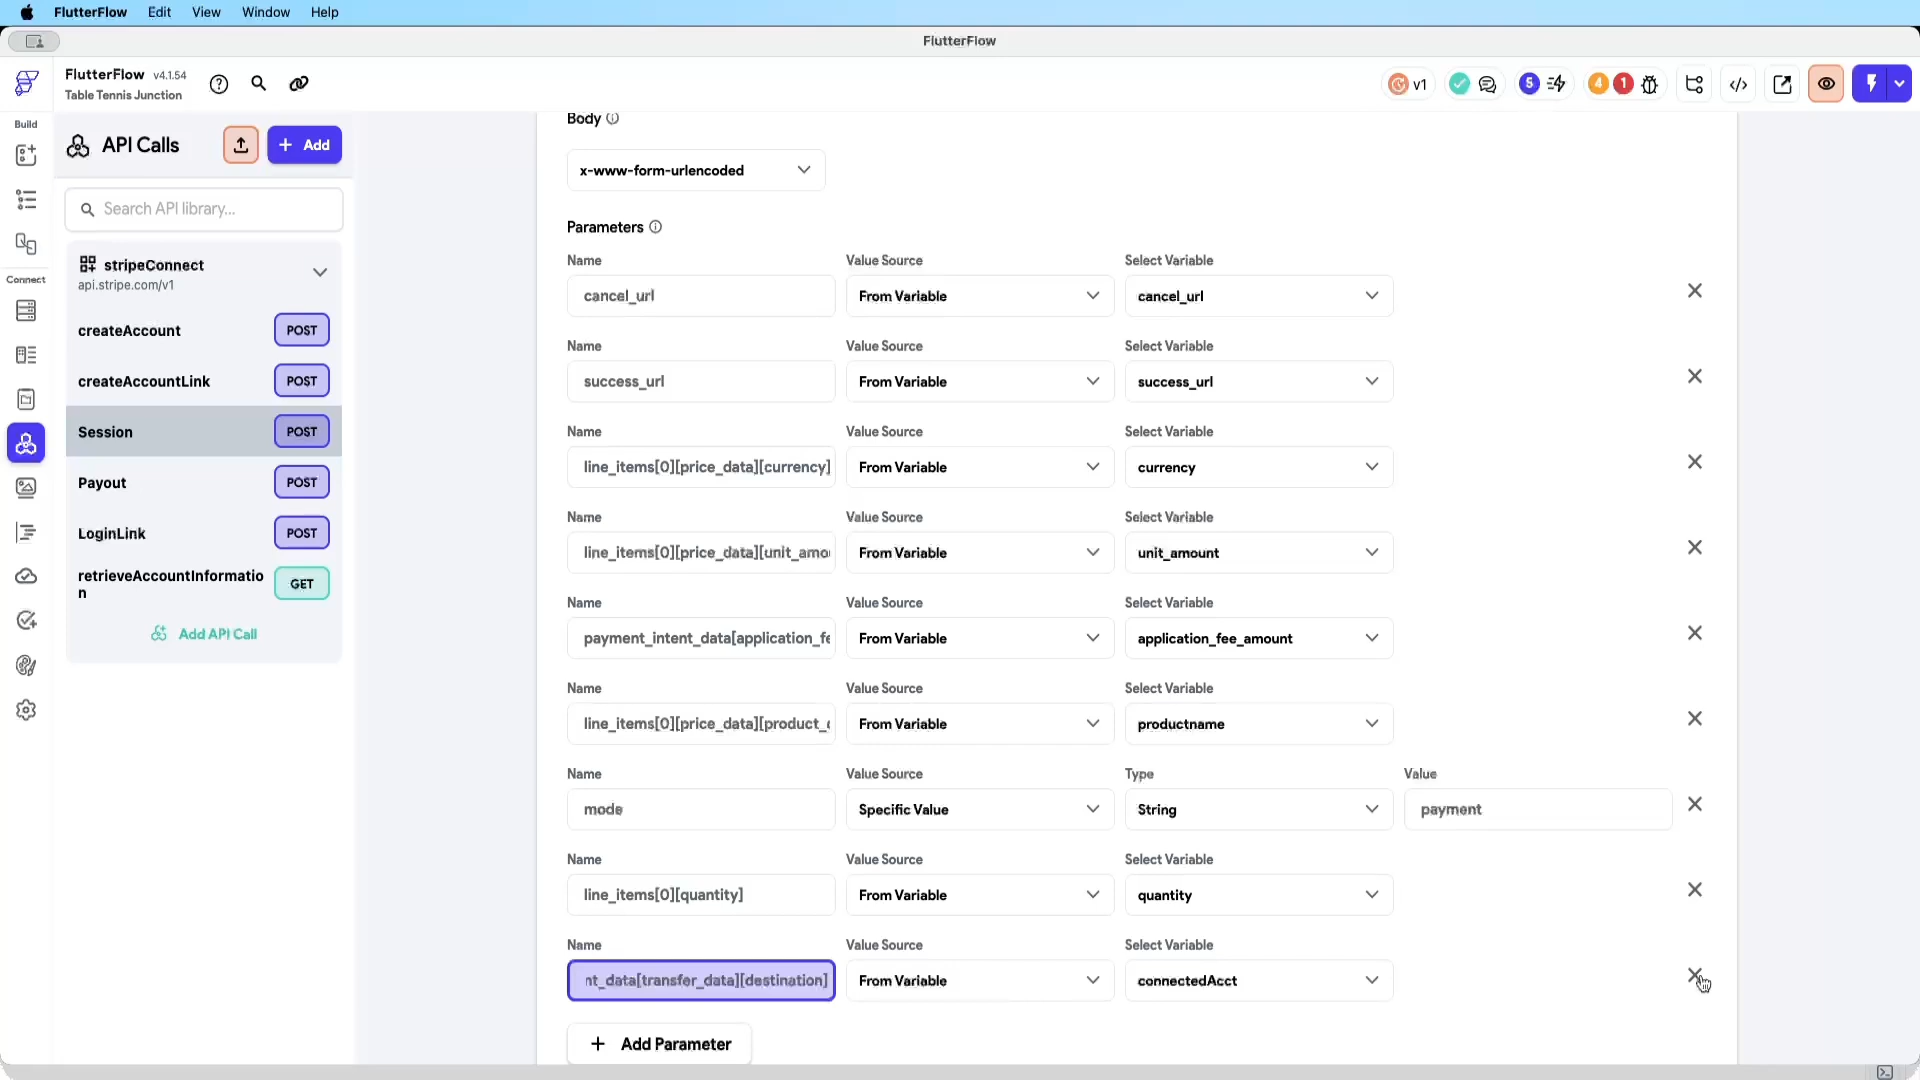 FlutterFlow Edit View Window Help
FlutterFlow
FlutterFlow v4.1.54
Table Tennis Junction
v1
5
4
1
Build
Connect
API Calls
+ Add
Search API library...
stripeConnect
api.stripe.com/v1
createAccount POST
createAccountLink POST
Session POST
Payout POST
LoginLink POST
retrieveAccountInformatio
n
GET
Add API Call
Body
x-www-form-urlencoded
Parameters
Name Value Source Select Variable
cancel_url From Variable cancel_url
Name Value Source Select Variable
success_url From Variable success_url
Name Value Source Select Variable
line_items[0][price_data][currency] From Variable currency
Name Value Source Select Variable
line_items[0][price_data][unit_amo From Variable unit_amount
Name Value Source Select Variable
payment_intent_data[application_fe From Variable application_fee_amount
Name Value Source Select Variable
line_items[0][price_data][product_ From Variable productname
Name Value Source Type Value
mode Specific Value String payment
Name Value Source Select Variable
line_items[0][quantity] From Variable quantity
Name Value Source Select Variable
nt_data[transfer_data][destination] From Variable connectedAcct
+ Add Parameter